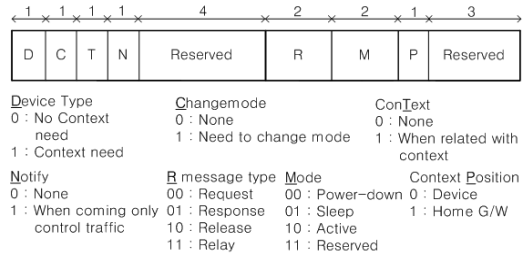 1 1 1 1 4 2 2 1 3
D C T N Reserved R M P Reserved
Device Type
0 : No Context
need
1 : Context need
Changemode
0 : None
1 : Need to change mode
ConText
0 : None
1 : When related with
context
Notify
0 : None
1 : When coming only
control traffic
R message type
00 : Request
01 : Response
10 : Release
11 : Relay
Mode
00 : Power-down
01 : Sleep
10 : Active
11 : Reserved
Context Position
0 : Device
1 : Home G/W